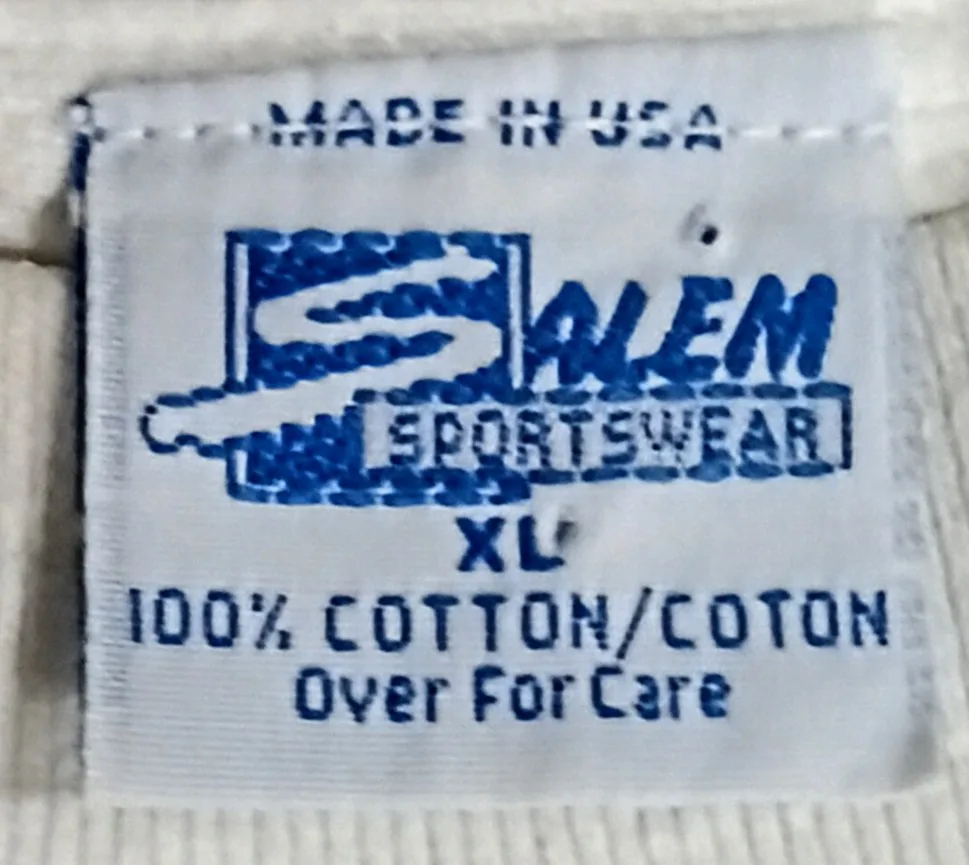 MADE IN USA
SALEM
SPORTSWEAR
XL
100% COTTON/COTON
Over For Care